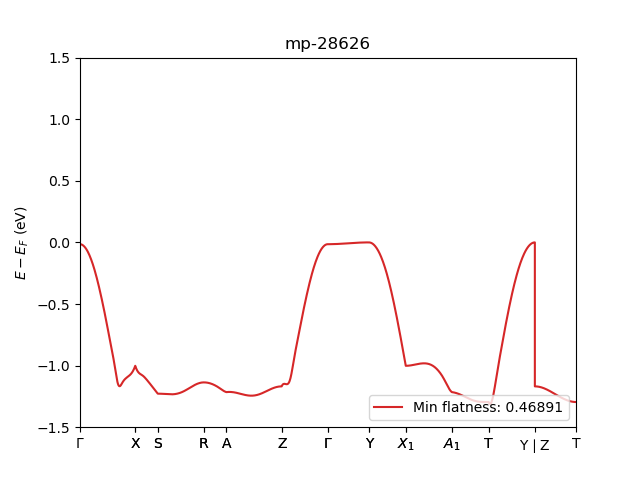 mp-28626
E − E_F (eV)
1.5
1.0
0.5
0.0
−0.5
−1.0
−1.5
Min flatness: 0.46891
Γ X S R A Z Γ Y X₁ A₁ T Y | Z T